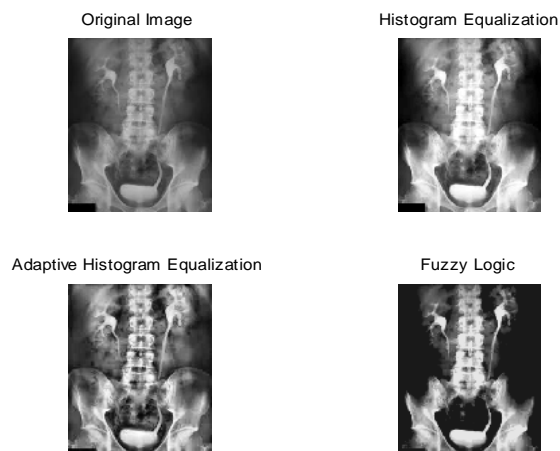 Original Image
Histogram Equalization
Adaptive Histogram Equalization
Fuzzy Logic